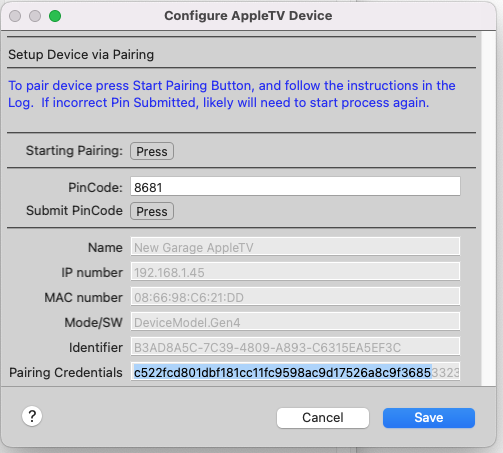 Configure AppleTV Device
Setup Device via Pairing
To pair device press Start Pairing Button, and follow the instructions in the
Log. If incorrect Pin Submitted, likely will need to start process again.
Starting Pairing: Press
PinCode: 8681
Submit PinCode Press
Name New Garage AppleTV
IP number 192.168.1.45
MAC number 08:66:98:C6:21:DD
Mode/SW DeviceModel.Gen4
Identifier B3AD8A5C-7C39-4809-A893-C6315EA5EF3C
Pairing Credentials c522fcd801dbf181cc11fc9598ac9d17526a8c9f36853323
? Cancel Save